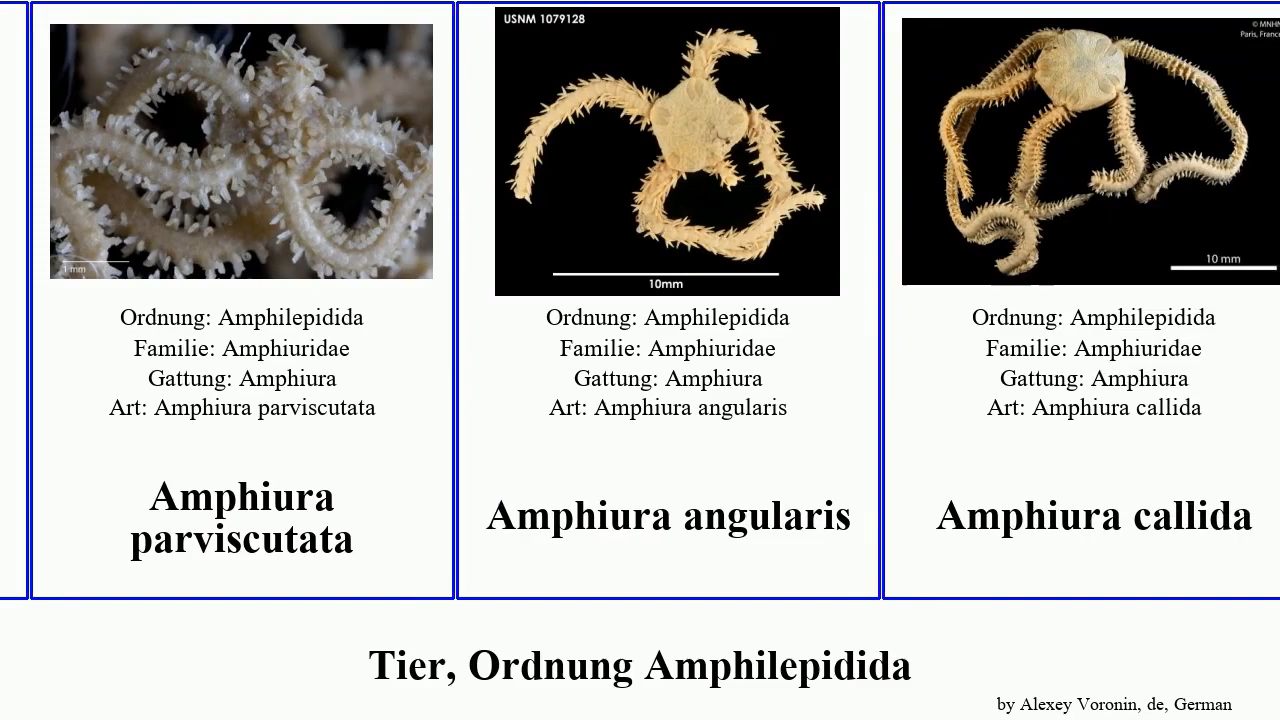 1 mm
Ordnung: Amphilepidida
Familie: Amphiuridae
Gattung: Amphiura
Art: Amphiura parviscutata
Amphiura
parviscutata
USNM 1079128
10mm
Ordnung: Amphilepidida
Familie: Amphiuridae
Gattung: Amphiura
Art: Amphiura angularis
Amphiura angularis
© MNHN
Paris, France
10 mm
Ordnung: Amphilepidida
Familie: Amphiuridae
Gattung: Amphiura
Art: Amphiura callida
Amphiura callida
Tier, Ordnung Amphilepidida
by Alexey Voronin, de, German